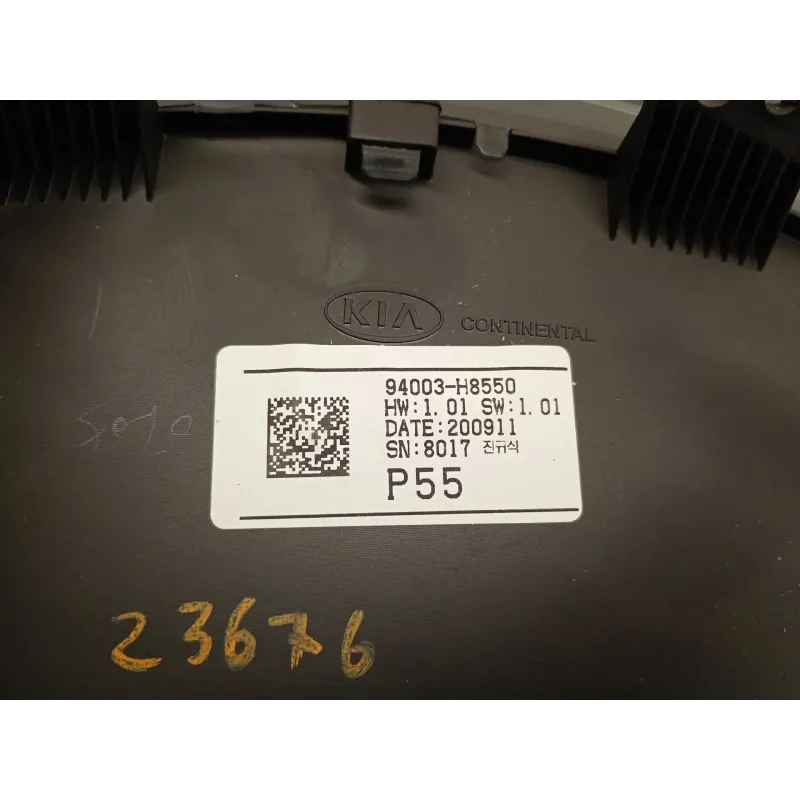 KIA
CONTINENTAL
94003-H8550
HW:1.01 SW:1.01
DATE:200911
SN:8017 진규식
P55
23676